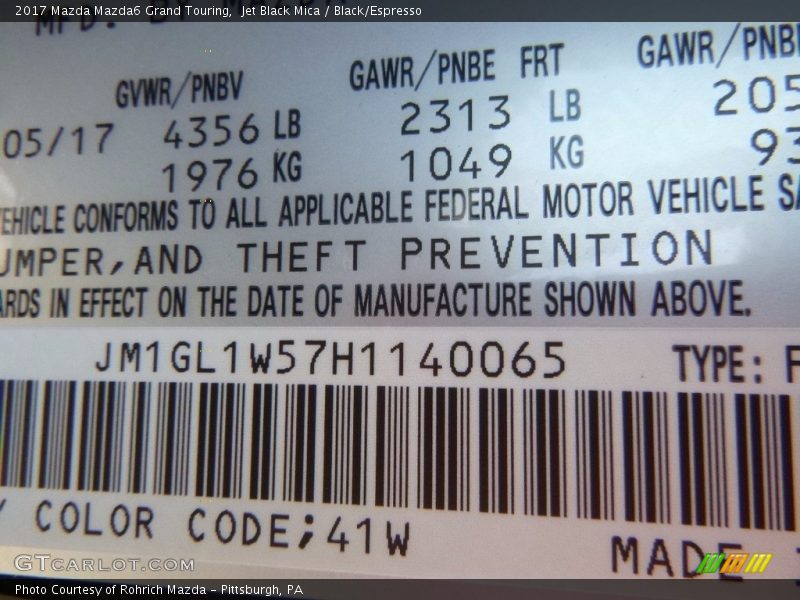 2017 Mazda Mazda6 Grand Touring, Jet Black Mica / Black/Espresso
GVWR/PNBV GAWR/PNBE FRT GAWR/PNB
05/17 4356 LB 2313 LB 205
1976 KG 1049 KG 93
VEHICLE CONFORMS TO ALL APPLICABLE FEDERAL MOTOR VEHICLE SA
UMPER,AND THEFT PREVENTION
ARDS IN EFFECT ON THE DATE OF MANUFACTURE SHOWN ABOVE.
JM1GL1W57H1140065 TYPE:
Y COLOR CODE;41W
MADE
GTCARLOT.COM
Photo Courtesy of Rohrich Mazda - Pittsburgh, PA